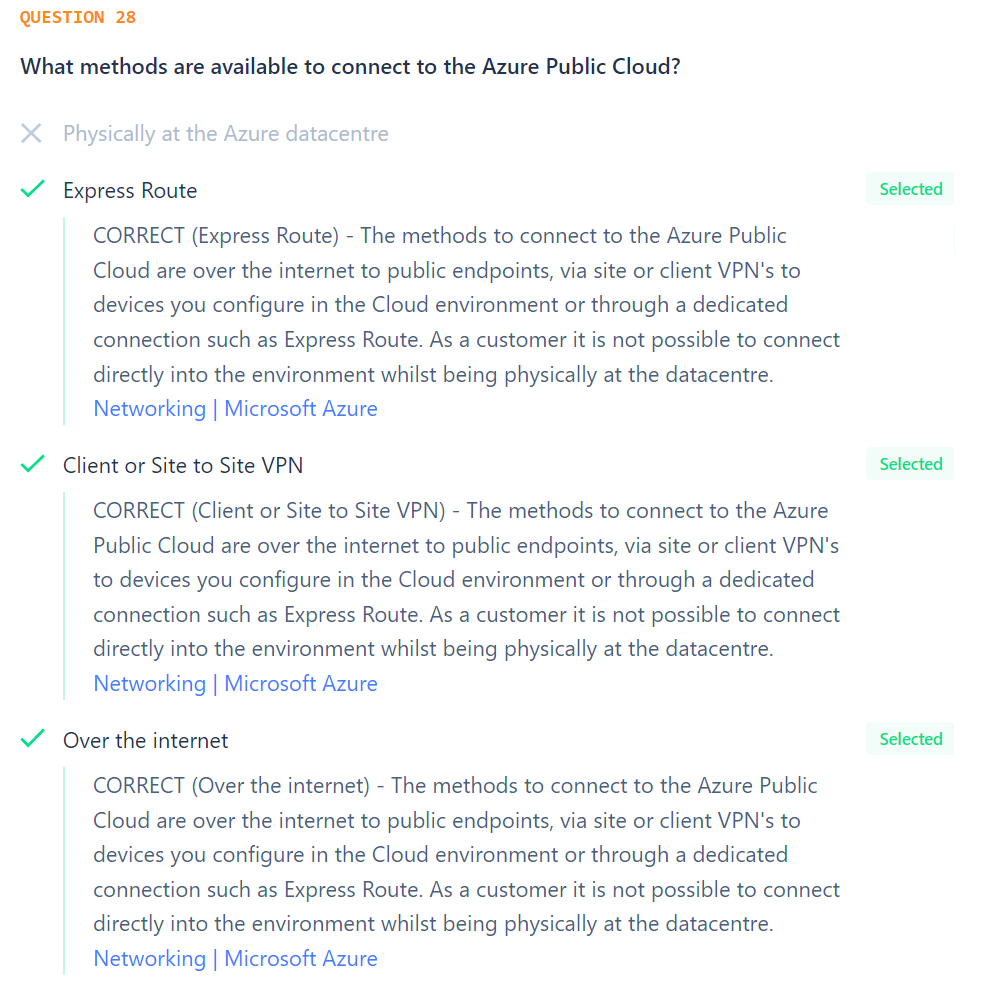 QUESTION 28
What methods are available to connect to the Azure Public Cloud?
Physically at the Azure datacentre
Express Route
Selected
CORRECT (Express Route) - The methods to connect to the Azure Public
Cloud are over the internet to public endpoints, via site or client VPN's to
devices you configure in the Cloud environment or through a dedicated
connection such as Express Route. As a customer it is not possible to connect
directly into the environment whilst being physically at the datacentre.
Networking | Microsoft Azure
Client or Site to Site VPN
Selected
CORRECT (Client or Site to Site VPN) - The methods to connect to the Azure
Public Cloud are over the internet to public endpoints, via site or client VPN's
to devices you configure in the Cloud environment or through a dedicated
connection such as Express Route. As a customer it is not possible to connect
directly into the environment whilst being physically at the datacentre.
Networking | Microsoft Azure
Over the internet
Selected
CORRECT (Over the internet) - The methods to connect to the Azure Public
Cloud are over the internet to public endpoints, via site or client VPN's to
devices you configure in the Cloud environment or through a dedicated
connection such as Express Route. As a customer it is not possible to connect
directly into the environment whilst being physically at the datacentre.
Networking | Microsoft Azure